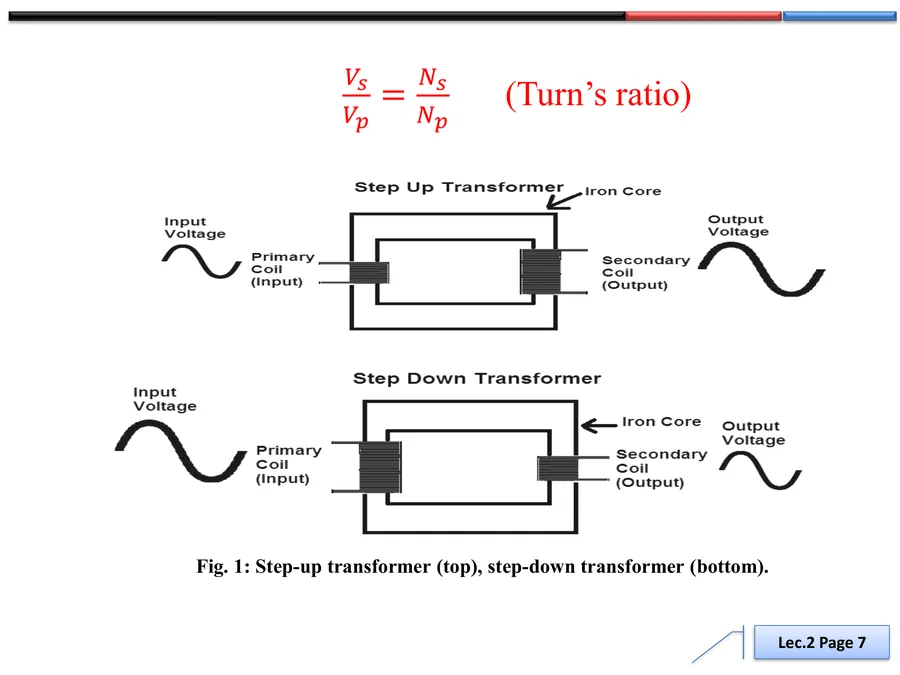 Vs/Vp = Ns/Np (Turn’s ratio)
Step Up Transformer
Iron Core
Input
Voltage
Primary
Coil
(Input)
Secondary
Coil
(Output)
Output
Voltage
Step Down Transformer
Input
Voltage
Primary
Coil
(Input)
Iron Core
Secondary
Coil
(Output)
Output
Voltage
Fig. 1: Step-up transformer (top), step-down transformer (bottom).
Lec.2 Page 7